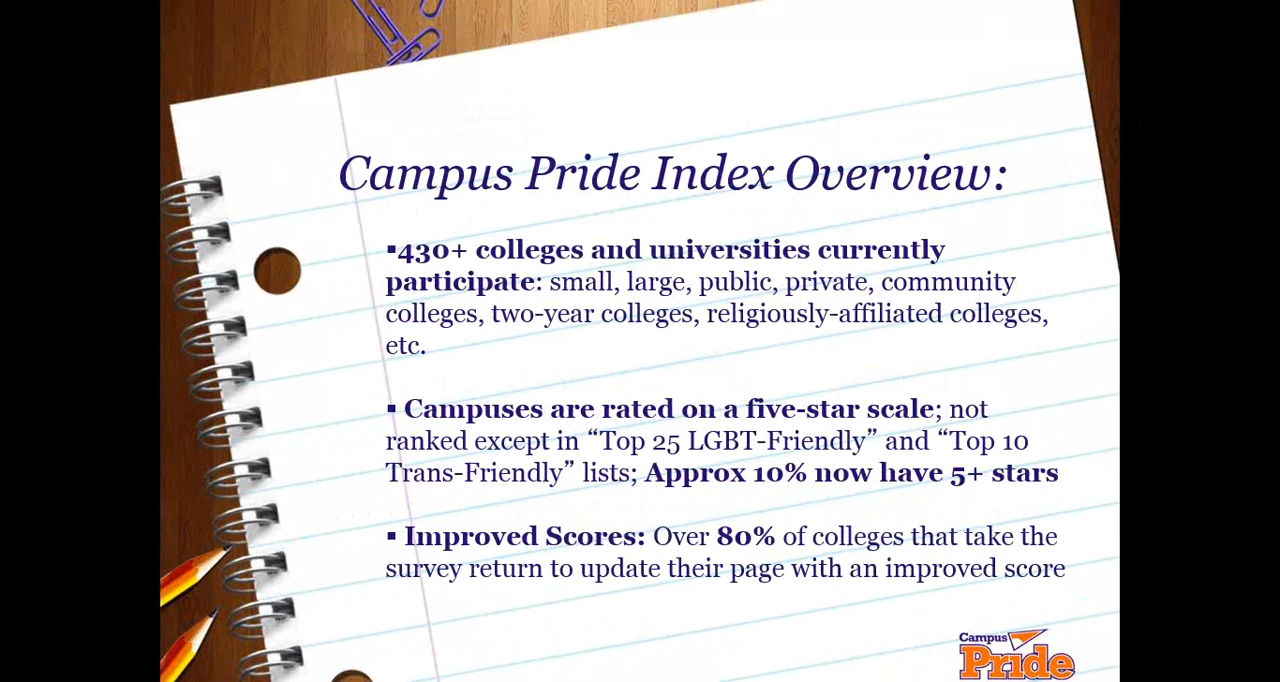 Campus Pride Index Overview:
▪430+ colleges and universities currently
participate: small, large, public, private, community
colleges, two-year colleges, religiously-affiliated colleges,
etc.
▪ Campuses are rated on a five-star scale; not
ranked except in “Top 25 LGBT-Friendly” and “Top 10
Trans-Friendly” lists; Approx 10% now have 5+ stars
▪ Improved Scores: Over 80% of colleges that take the
survey return to update their page with an improved score
Campus
Pride